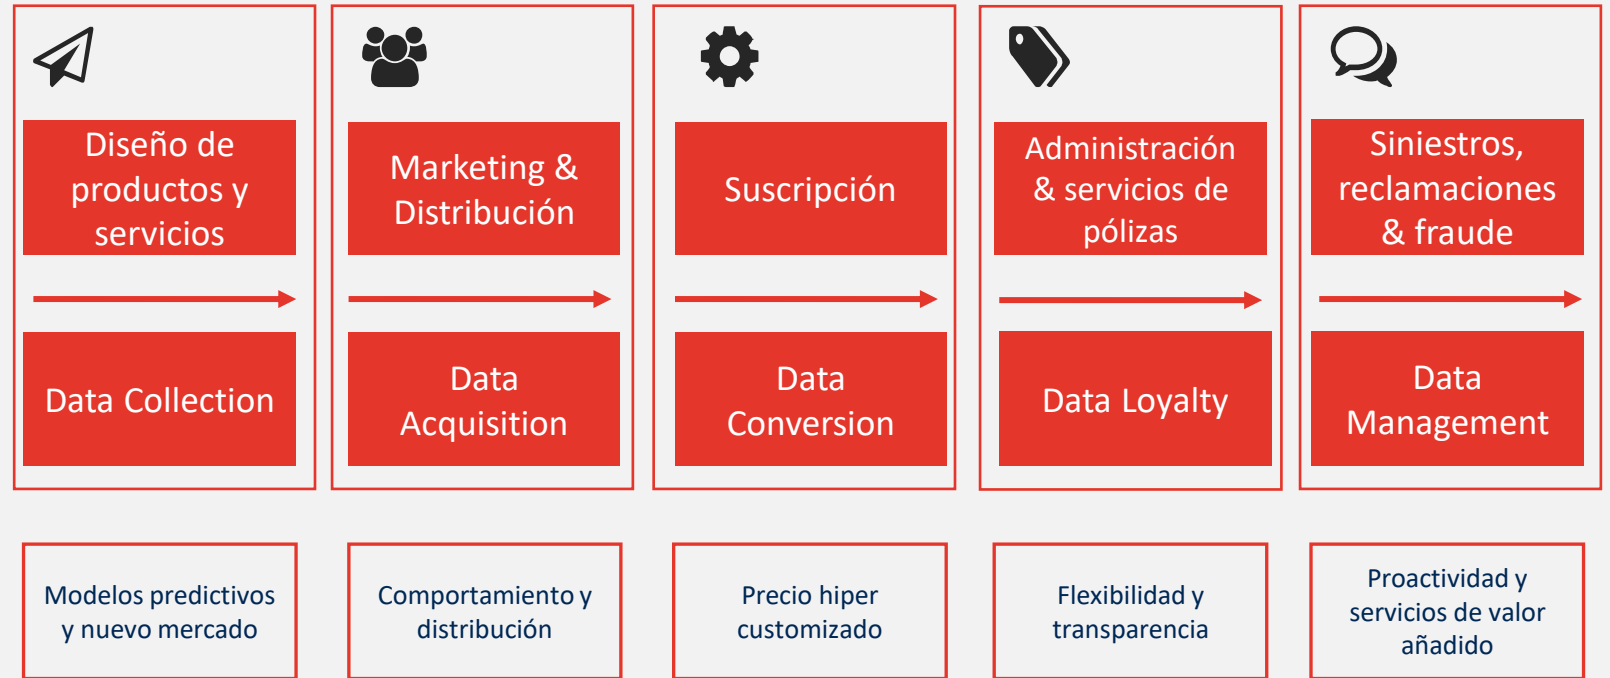 Diseño de
productos y
servicios
Marketing &
Distribución
Suscripción
Administración
& servicios de
pólizas
Siniestros,
reclamaciones
& fraude
Data Collection
Data
Acquisition
Data
Conversion
Data Loyalty
Data
Management
Modelos predictivos
y nuevo mercado
Comportamiento y
distribución
Precio hiper
customizado
Flexibilidad y
transparencia
Proactividad y
servicios de valor
añadido